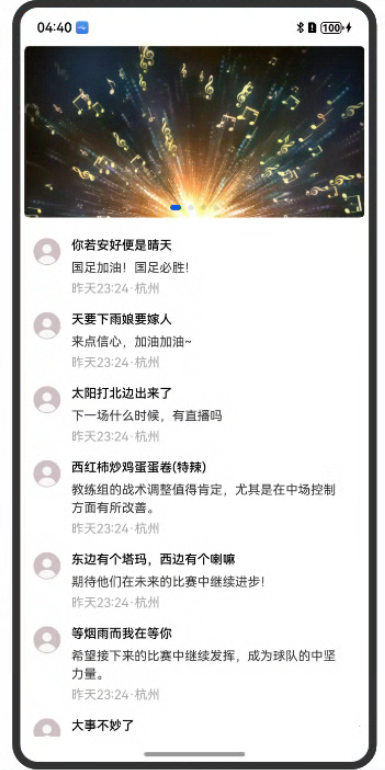 04:40
100
你若安好便是晴天
国足加油！国足必胜！
昨天23:24·杭州
天要下雨娘要嫁人
来点信心，加油加油~
昨天23:24·杭州
太阳打北边出来了
下一场什么时候，有直播吗
昨天23:24·杭州
西红柿炒鸡蛋蛋卷(特辣)
教练组的战术调整值得肯定，尤其是在中场控制
方面有所改善。
昨天23:24·杭州
东边有个塔玛，西边有个喇嘛
期待他们在未来的比赛中继续进步！
昨天23:24·杭州
等烟雨而我在等你
希望接下来的比赛中继续发挥，成为球队的中坚
力量。
昨天23:24·杭州
大事不妙了